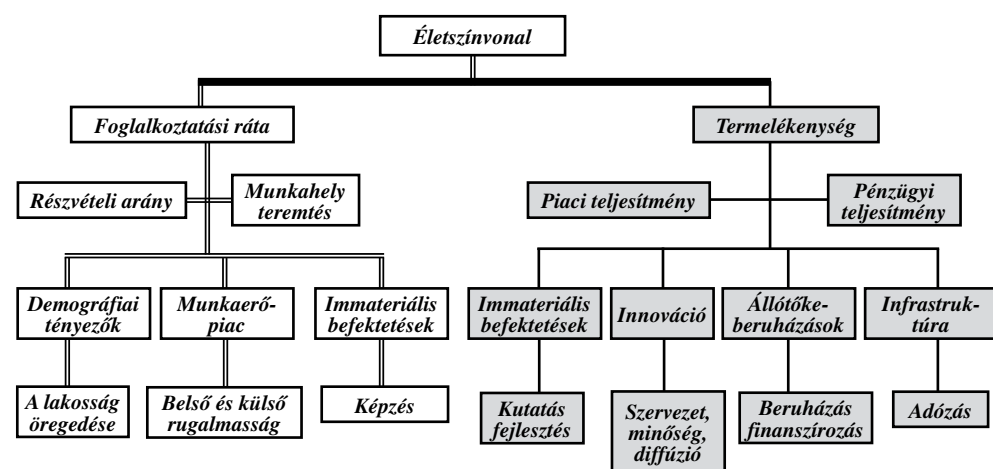 Életszínvonal
Foglalkoztatási ráta
Termelékenység
Részvételi arány
Munkahely
teremtés
Piaci teljesítmény
Pénzügyi
teljesítmény
Demográfiai
tényezők
Munkaerő-
piac
Immateriális
befektetések
Immateriális
befektetések
Innováció
Állótőke-
beruházások
Infrastruk-
túra
A lakosság
öregedése
Belső és külső
rugalmasság
Képzés
Kutatás
fejlesztés
Szervezet,
minőség,
diffúzió
Beruházás
finanszírozás
Adózás